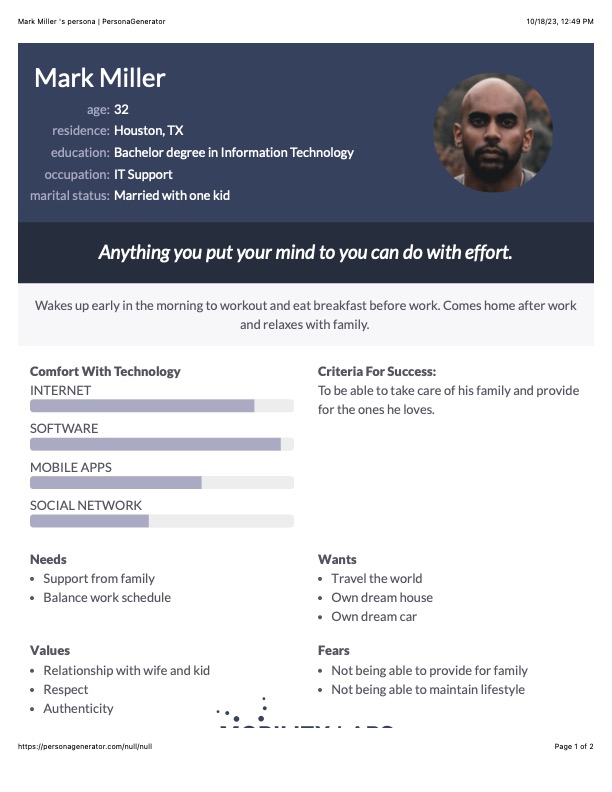 Mark Miller 's persona | PersonaGenerator
10/18/23, 12:49 PM
Mark Miller
age: 32
residence: Houston, TX
education: Bachelor degree in Information Technology
occupation: IT Support
marital status: Married with one kid
Anything you put your mind to you can do with effort.
Wakes up early in the morning to workout and eat breakfast before work. Comes home after work
and relaxes with family.
Comfort With Technology
INTERNET
SOFTWARE
MOBILE APPS
SOCIAL NETWORK
Criteria For Success:
To be able to take care of his family and provide
for the ones he loves.
Needs
• Support from family
• Balance work schedule
Wants
• Travel the world
• Own dream house
• Own dream car
Values
• Relationship with wife and kid
• Respect
• Authenticity
Fears
• Not being able to provide for family
• Not being able to maintain lifestyle
https://personagenerator.com/null/null
Page 1 of 2